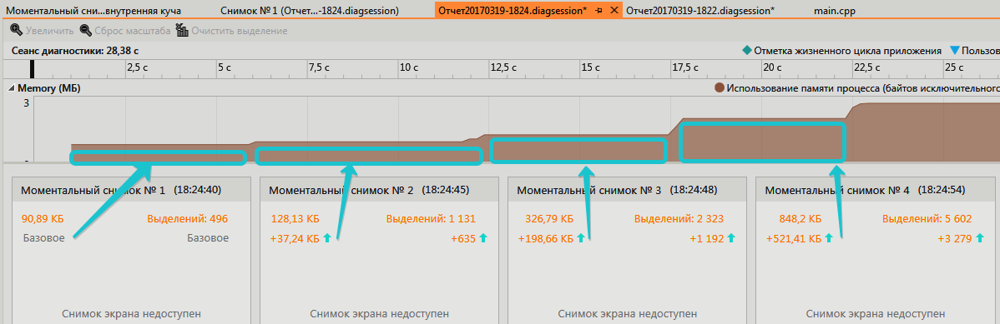 Моментальный сни...внутренняя куча Снимок № 1 (Отчет...-1824.diagsession) Отчет20170319-1824.diagsession* Отчет20170319-1822.diagsession* main.cpp
Увеличить Сброс масштаба Очистить выделение
Сеанс диагностики: 28,38 с Отметка жизненного цикла приложения Пользов
2,5 с 5 с 7,5 с 10 с 12,5 с 15 с 17,5 с 20 с 22,5 с 25 с
Memory (МБ) Использование памяти процесса (байтов исключительного
3
Моментальный снимок № 1 (18:24:40) Моментальный снимок № 2 (18:24:45) Моментальный снимок № 3 (18:24:48) Моментальный снимок № 4 (18:24:54)
90,89 КБ Выделений: 496 128,13 КБ Выделений: 1 131 326,79 КБ Выделений: 2 323 848,2 КБ Выделений: 5 602
Базовое Базовое +37,24 КБ +635 +198,66 КБ +1 192 +521,41 КБ +3 279
Снимок экрана недоступен Снимок экрана недоступен Снимок экрана недоступен Снимок экрана недоступен